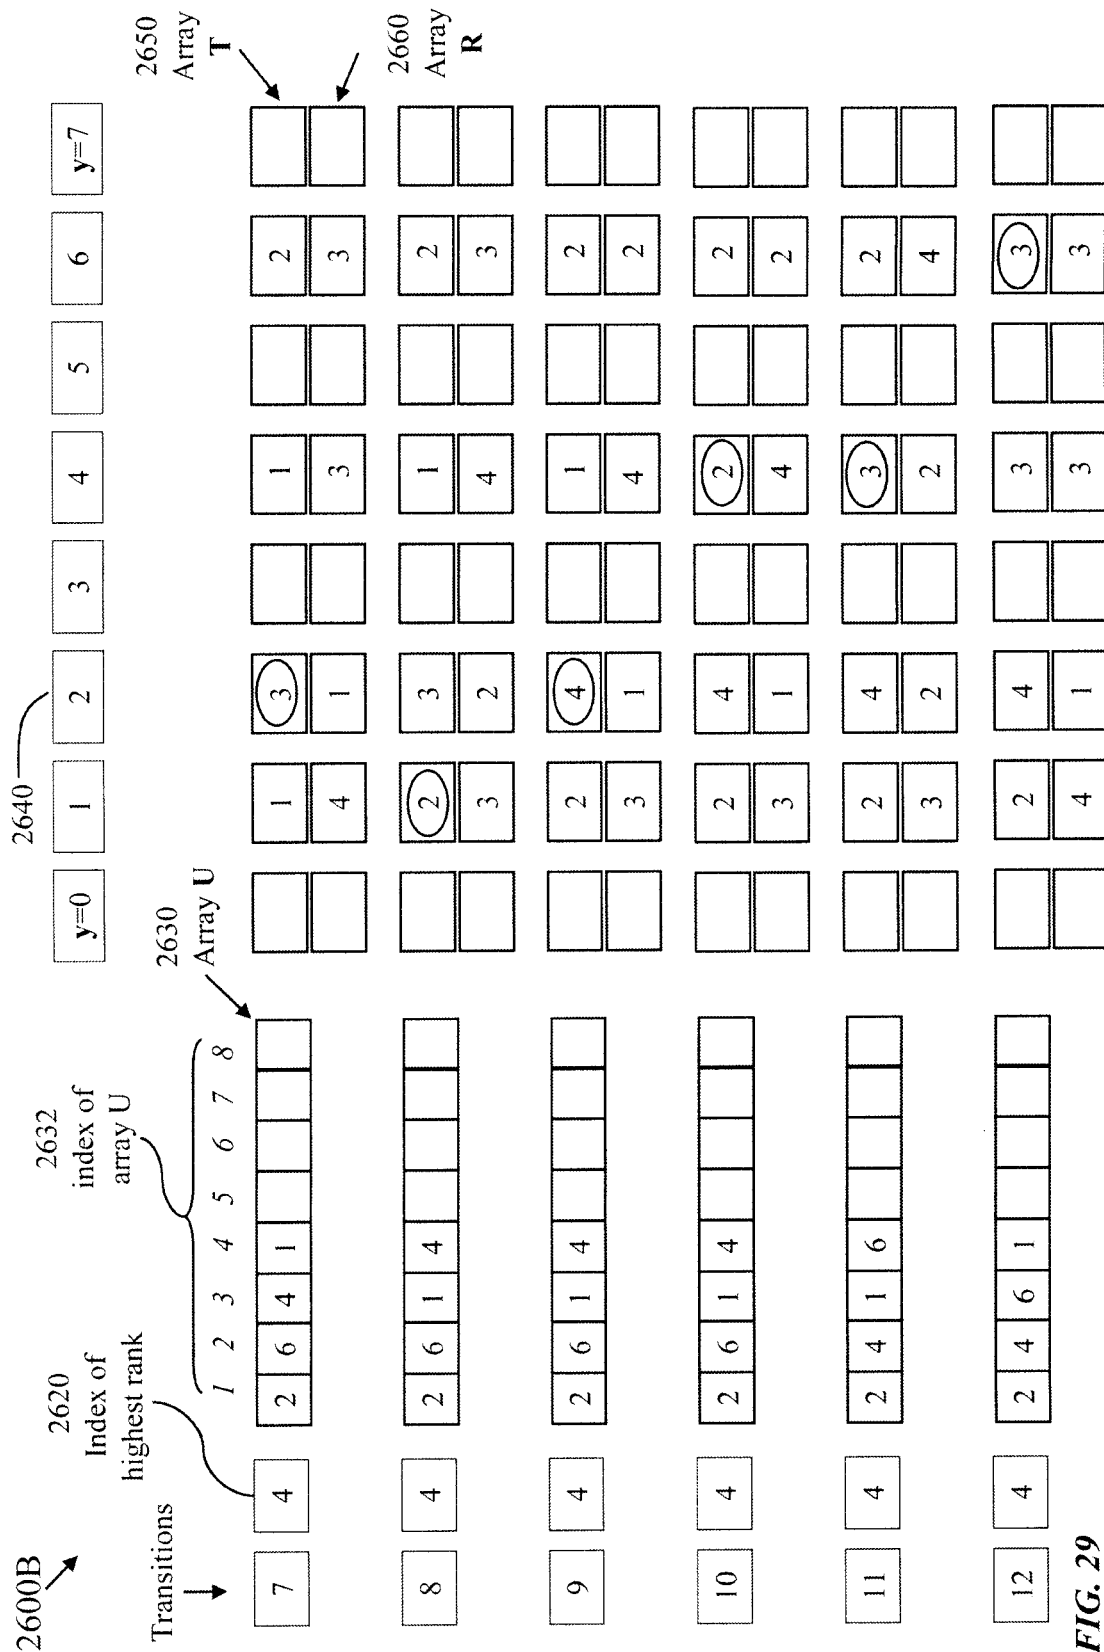 2600B
2640
y=0 1 2 3 4 5 6 y=7
2620
Index of
highest rank
2632
index of
array U
2630
Array U
2650
Array
T
2660
Array
R
Transitions
1 2 3 4 5 6 7 8
7 4 2 6 4 1 1 3 1 2
4 1 3 3
8 4 2 6 1 4 2 3 1 2
3 2 4 3
9 4 2 6 1 4 2 4 1 2
3 1 4 2
10 4 2 6 1 4 2 4 2 2
3 1 4 2
11 4 2 4 1 6 2 4 3 2
3 2 2 4
12 4 2 4 6 1 2 4 3 3
4 1 3 3
FIG. 29